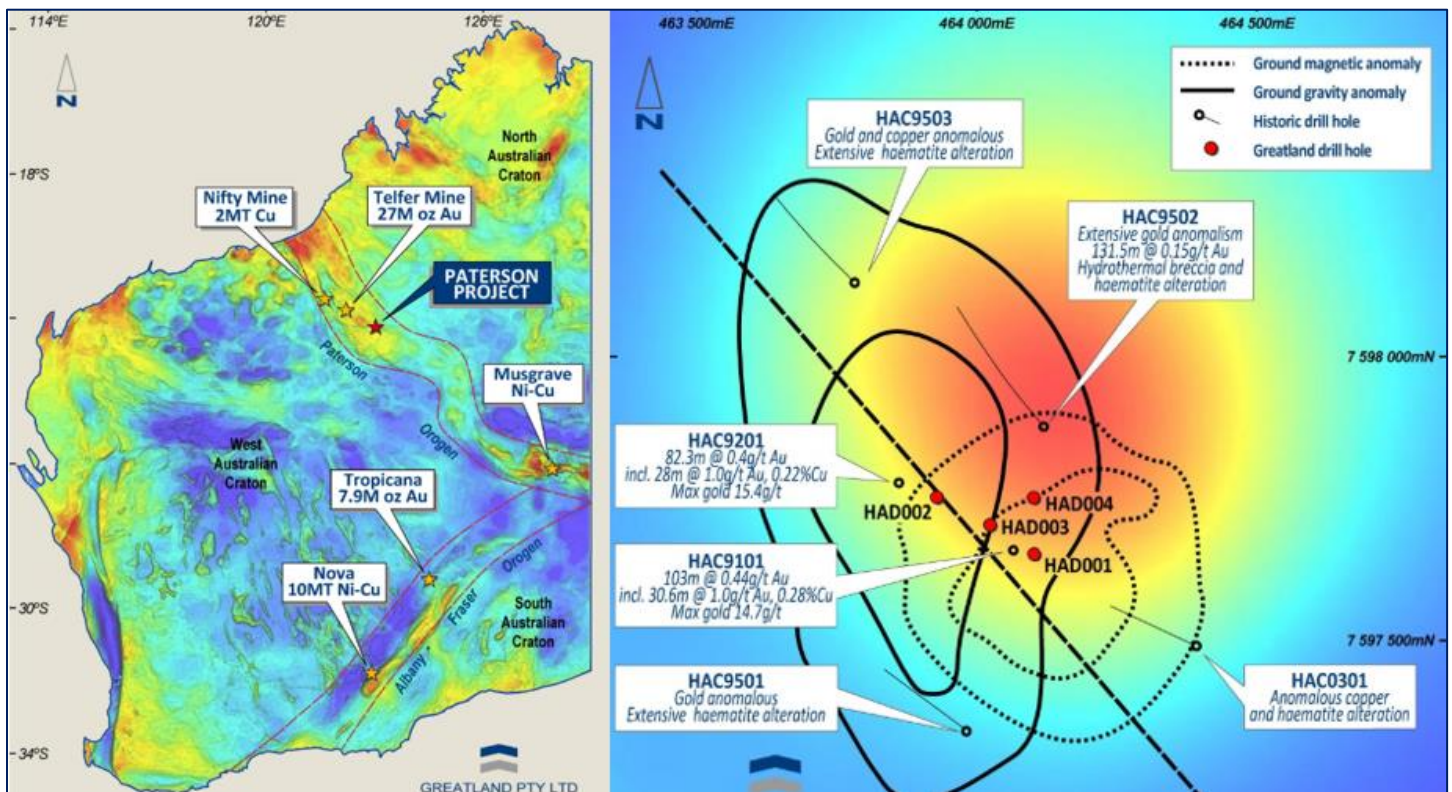 114ºE
120ºE
126ºE
18ºS
30ºS
34ºS
N
North
Australian
Craton
Nifty Mine
2MT Cu
Telfer Mine
27M oz Au
PATERSON
PROJECT
Paterson
Orogen
Musgrave
Ni-Cu
West
Australian
Craton
Tropicana
7.9M oz Au
Nova
10MT Ni-Cu
Orogen
Fraser
Albany -
South
Australian
Craton
GREATLAND PTY LTD
463 500mE
464 000mE
464 500mE
N
Ground magnetic anomaly
Ground gravity anomaly
Historic drill hole
Greatland drill hole
HAC9503
Gold and copper anomalous
Extensive haematite alteration
HAC9502
Extensive gold anomalism
131.5m @ 0.15g/t Au
Hydrothermal breccia and
haematite alteration
7 598 000mN
HAC9201
82.3m @ 0.4g/t Au
incl. 28m @ 1.0g/t Au, 0.22%Cu
Max gold 15.4g/t
HAD002
HAD004
HAD003
HAD001
HAC9101
103m @ 0.44g/t Au
incl. 30.6m @ 1.0g/t Au, 0.28%Cu
Max gold 14.7g/t
7 597 500mN
HAC9501
Gold anomalous
Extensive haematite alteration
HAC0301
Anomalous copper
and haematite alteration